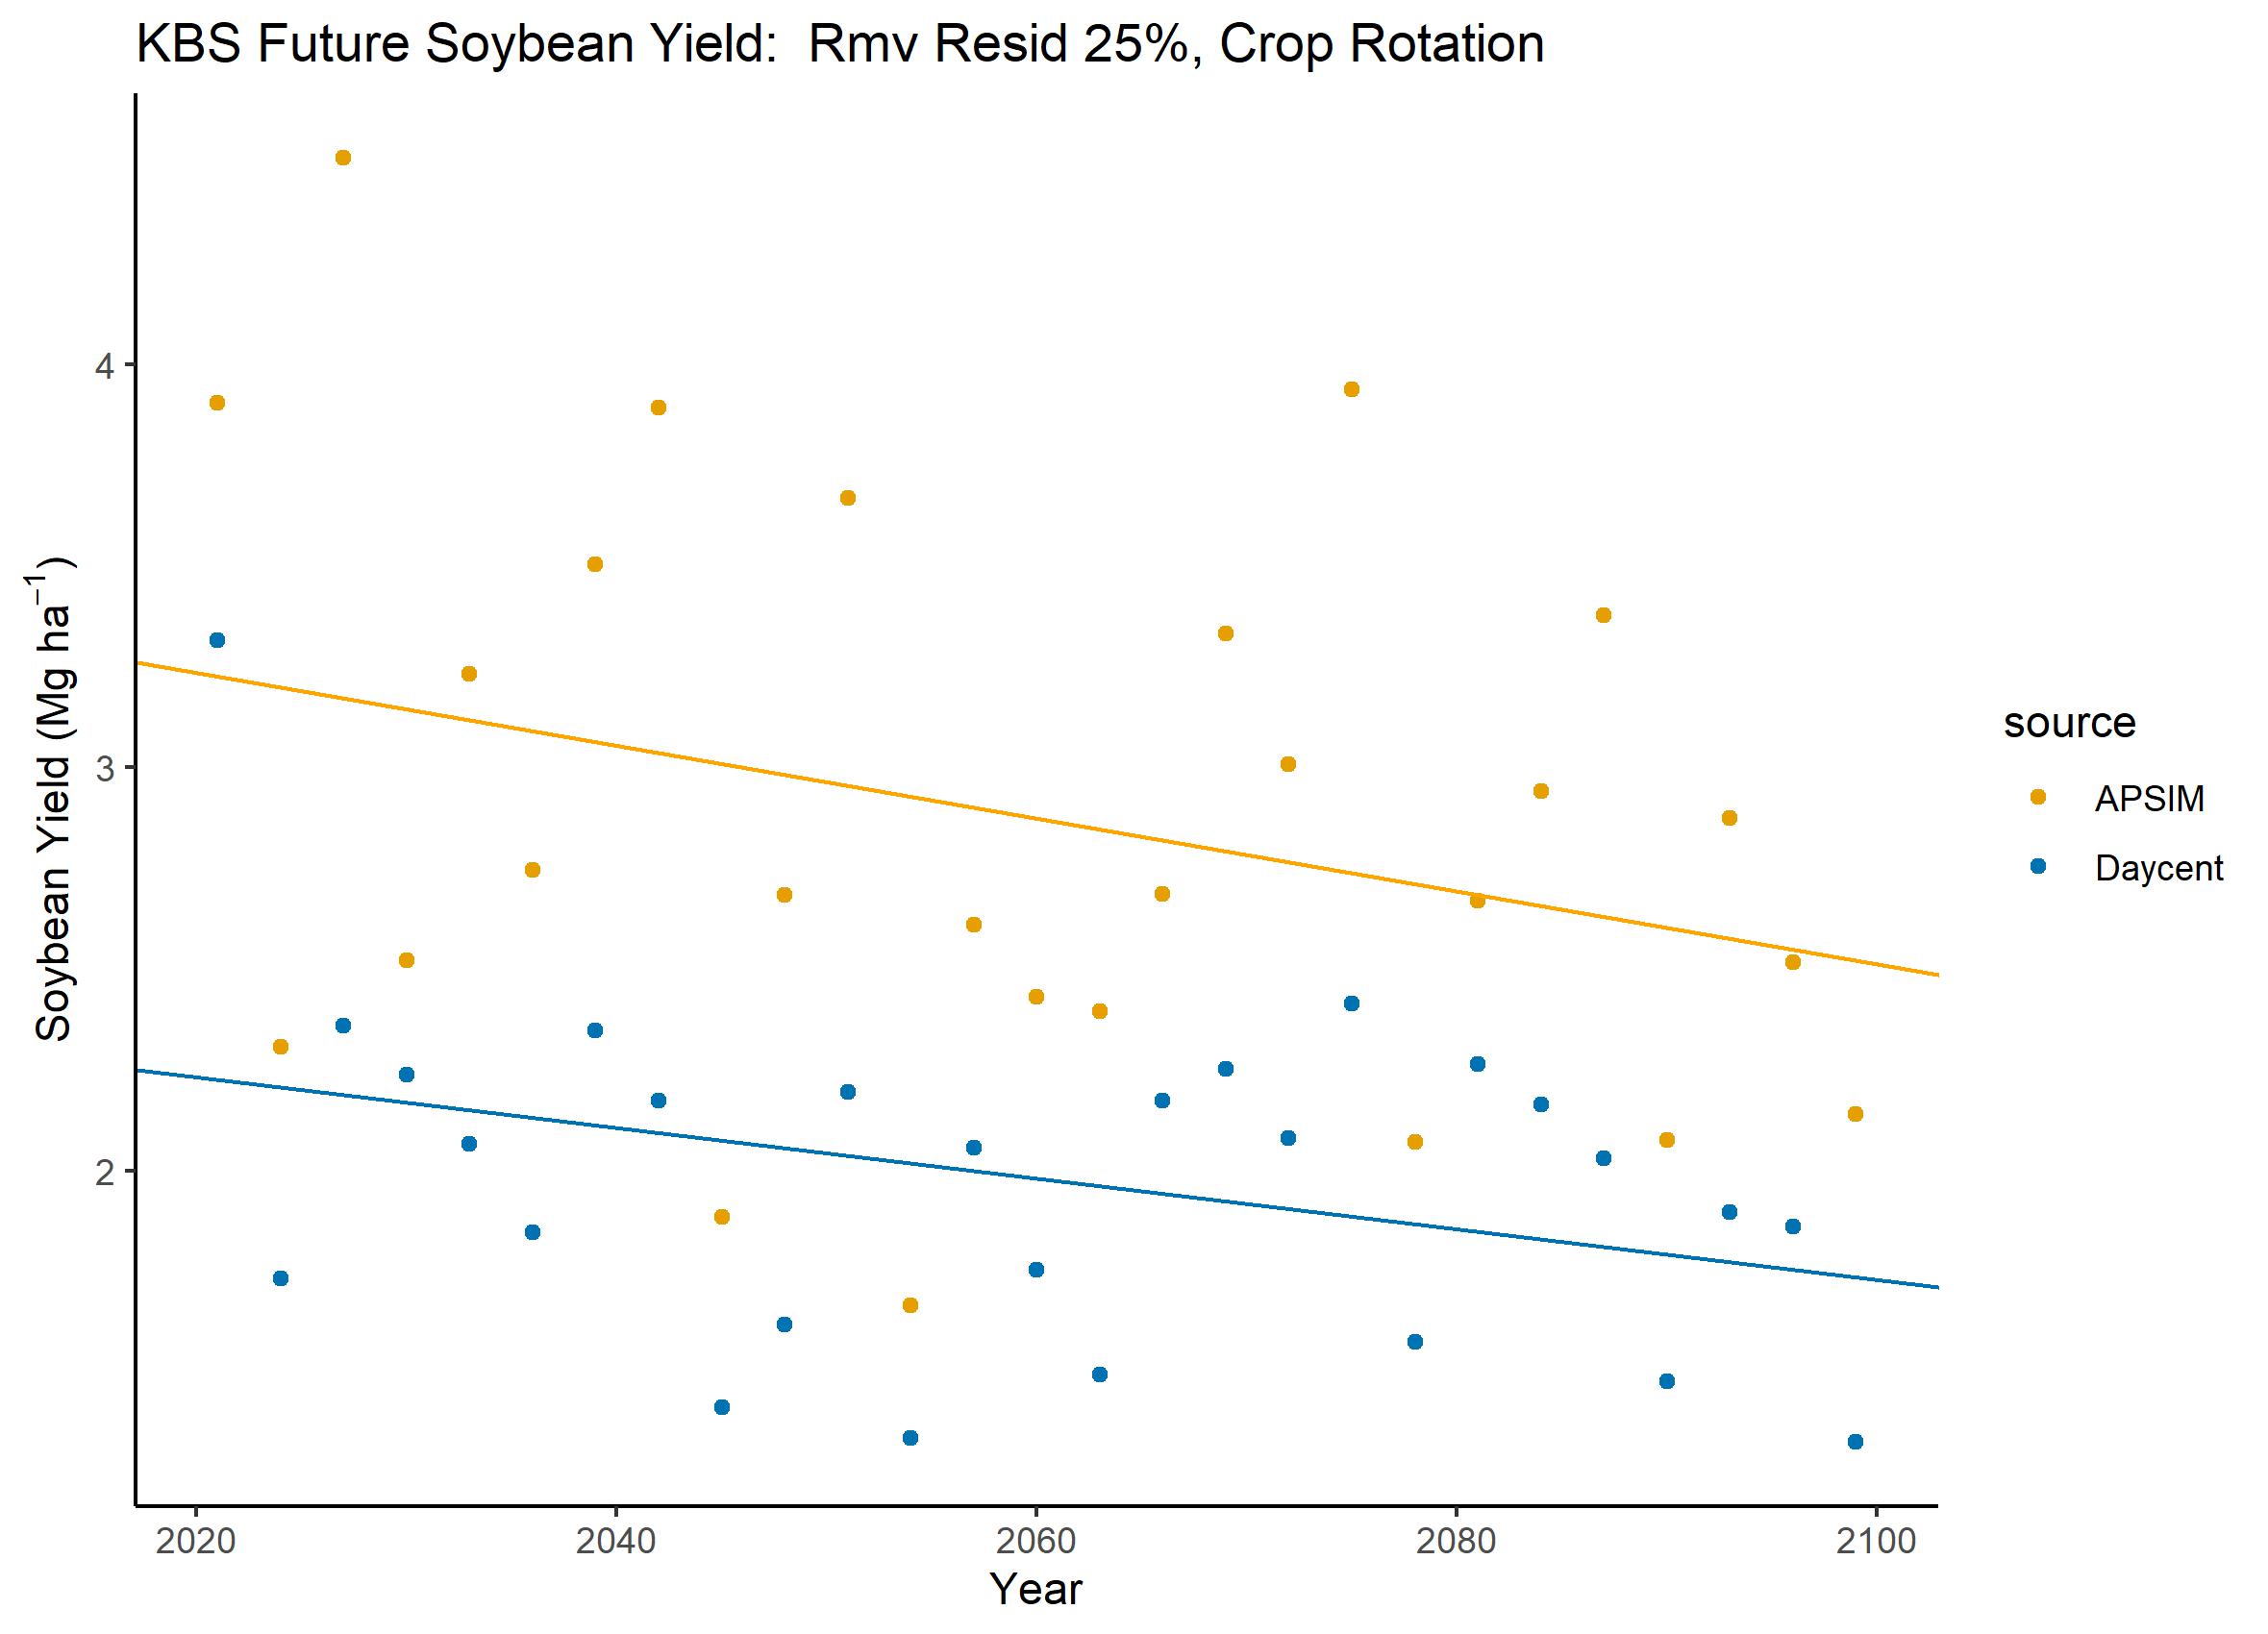 KBS Future Soybean Yield:  Rmv Resid 25%, Crop Rotation
Soybean Yield (Mg ha⁻¹)
4
3
2
2020
2040
2060
2080
2100
Year
source
APSIM
Daycent